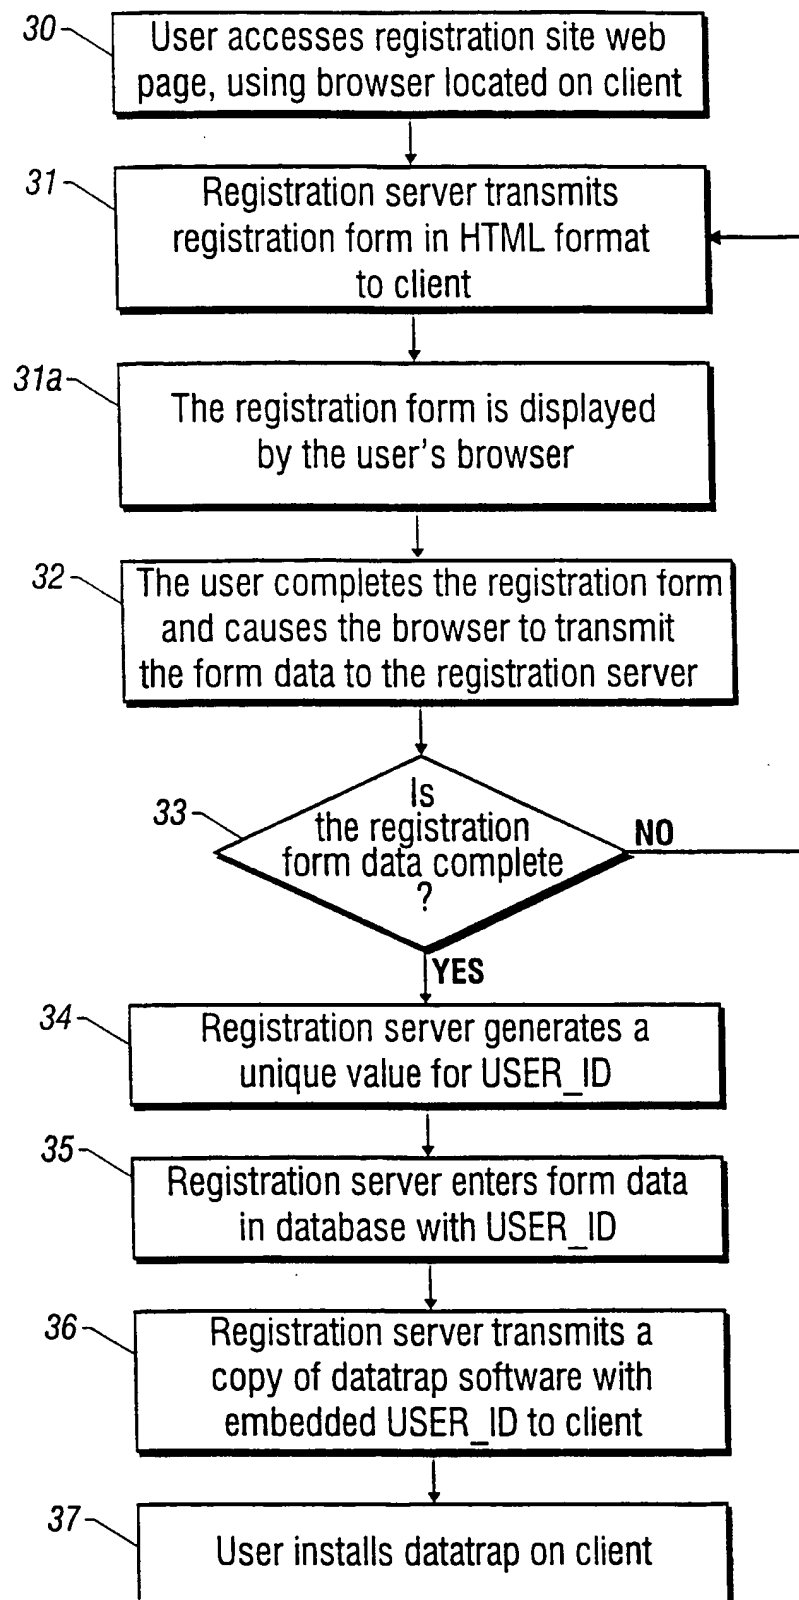 30
User accesses registration site web
page, using browser located on client
31
Registration server transmits
registration form in HTML format
to client
31a
The registration form is displayed
by the user's browser
32
The user completes the registration form
and causes the browser to transmit
the form data to the registration server
33
Is
the registration
form data complete
?
NO
YES
34
Registration server generates a
unique value for USER_ID
35
Registration server enters form data
in database with USER_ID
36
Registration server transmits a
copy of datatrap software with
embedded USER_ID to client
37
User installs datatrap on client